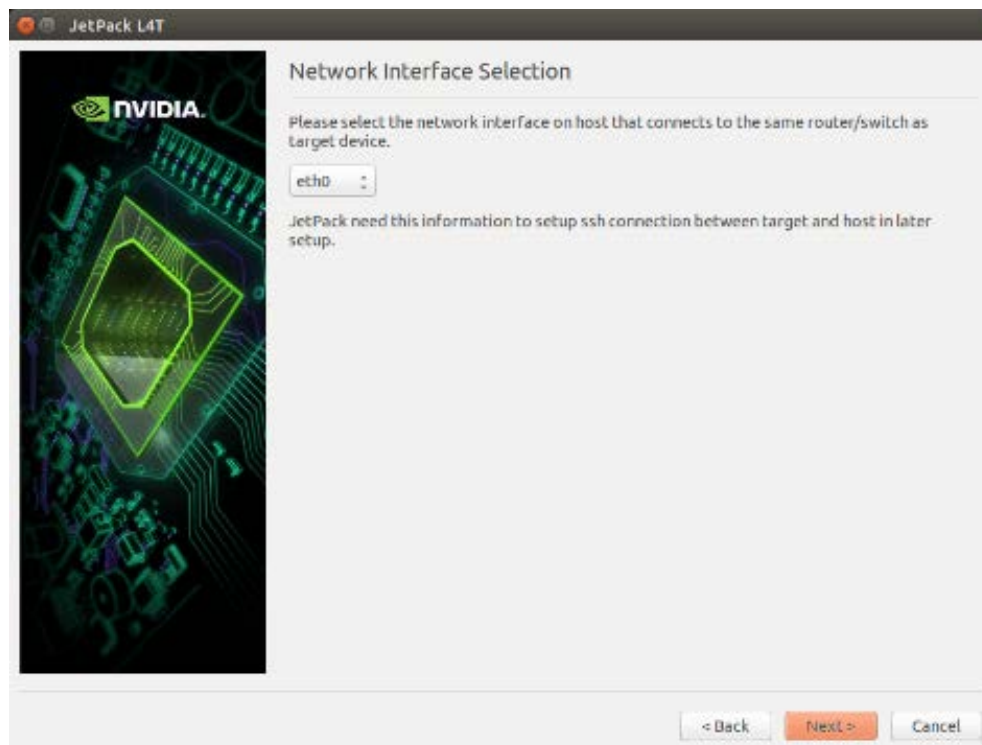 JetPack L4T
NVIDIA.
Network Interface Selection
Please select the network interface on host that connects to the same router/switch as
target device.
eth0
JetPack need this information to setup ssh connection between target and host in later
setup.
< Back
Next >
Cancel